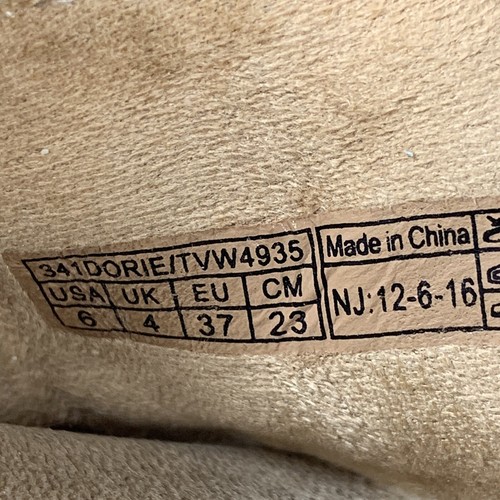 341DORIE/TVW4935
USA UK EU CM
6 4 37 23
Made in China
NJ:12-6-16